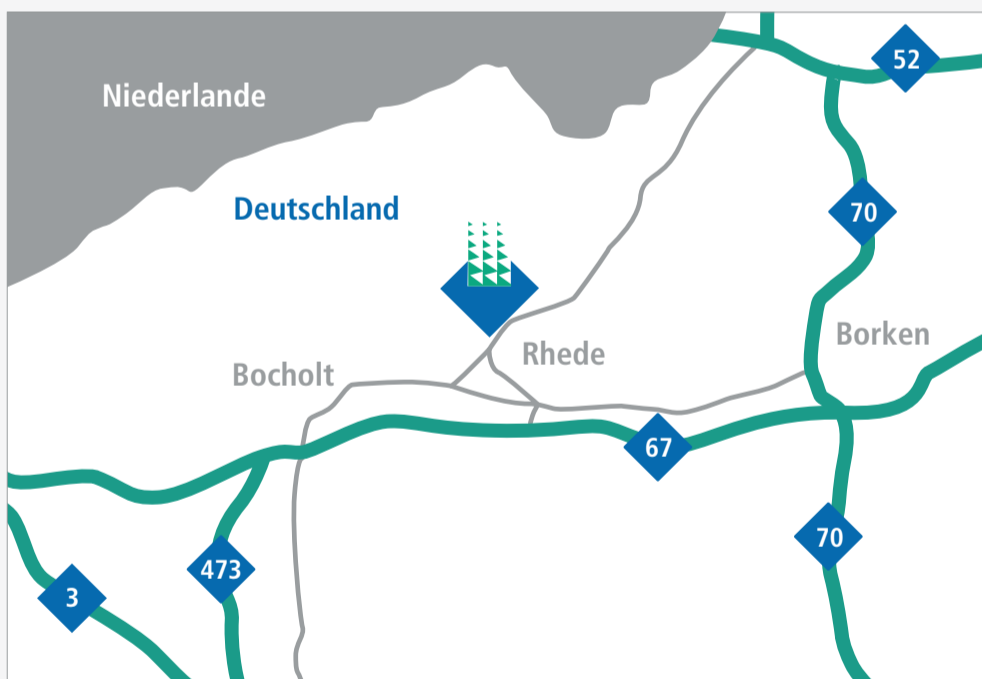 52
Niederlande
Deutschland
70
Borken
Rhede
Bocholt
67
70
473
3